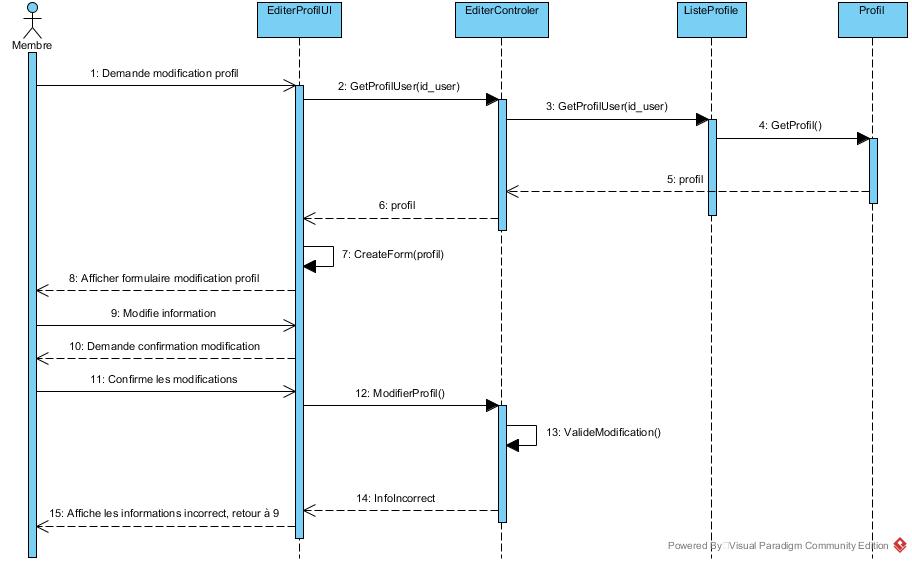 EditerProfilUI
EditerControler
ListeProfile
Profil
Membre
1: Demande modification profil
2: GetProfilUser(id_user)
3: GetProfilUser(id_user)
4: GetProfil()
5: profil
6: profil
7: CreateForm(profil)
8: Afficher formulaire modification profil
9: Modifie information
10: Demande confirmation modification
11: Confirme les modifications
12: ModifierProfil()
13: ValideModification()
14: InfoIncorrect
15: Affiche les informations incorrect, retour à 9
Powered By Visual Paradigm Community Edition